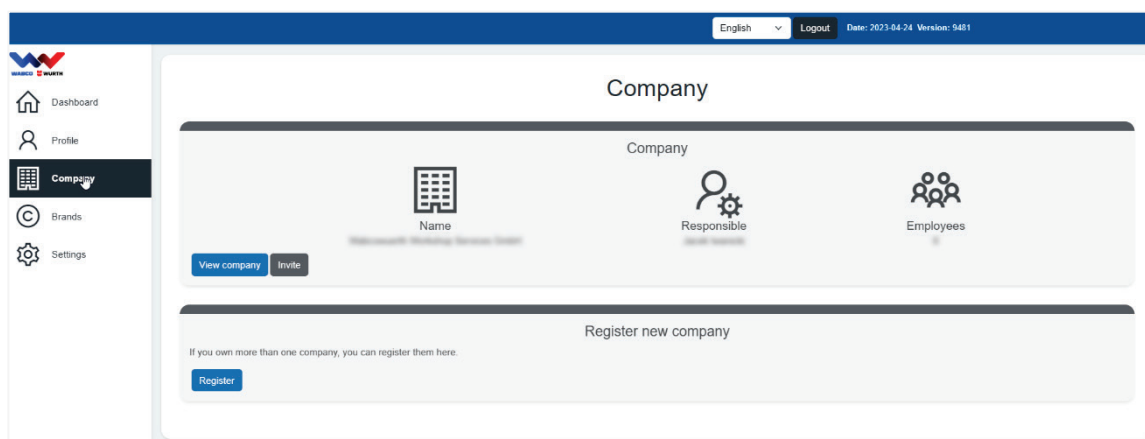 English
Logout
Date: 2023-04-24 Version: 9481
WABCO WURTH
Dashboard
Profile
Company
Brands
Settings
Company
Company
Name
Responsible
Employees
View company
Invite
Register new company
If you own more than one company, you can register them here.
Register